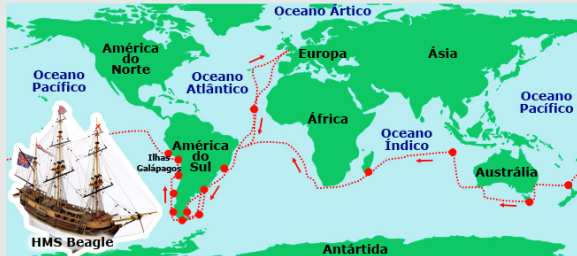 Oceano Ártico
América
do
Norte
Europa
Ásia
Oceano
Pacífico
Oceano
Atlântico
Oceano
Pacífico
África
Oceano
Índico
América
do
Sul
Ilhas
Galápagos
Austrália
HMS Beagle
Antártida